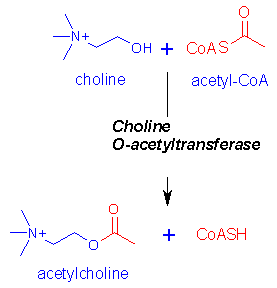 N+ OH + CoAS O
choline acetyl-CoA
Choline
O-acetyltransferase
N+ O O + CoASH
acetylcholine